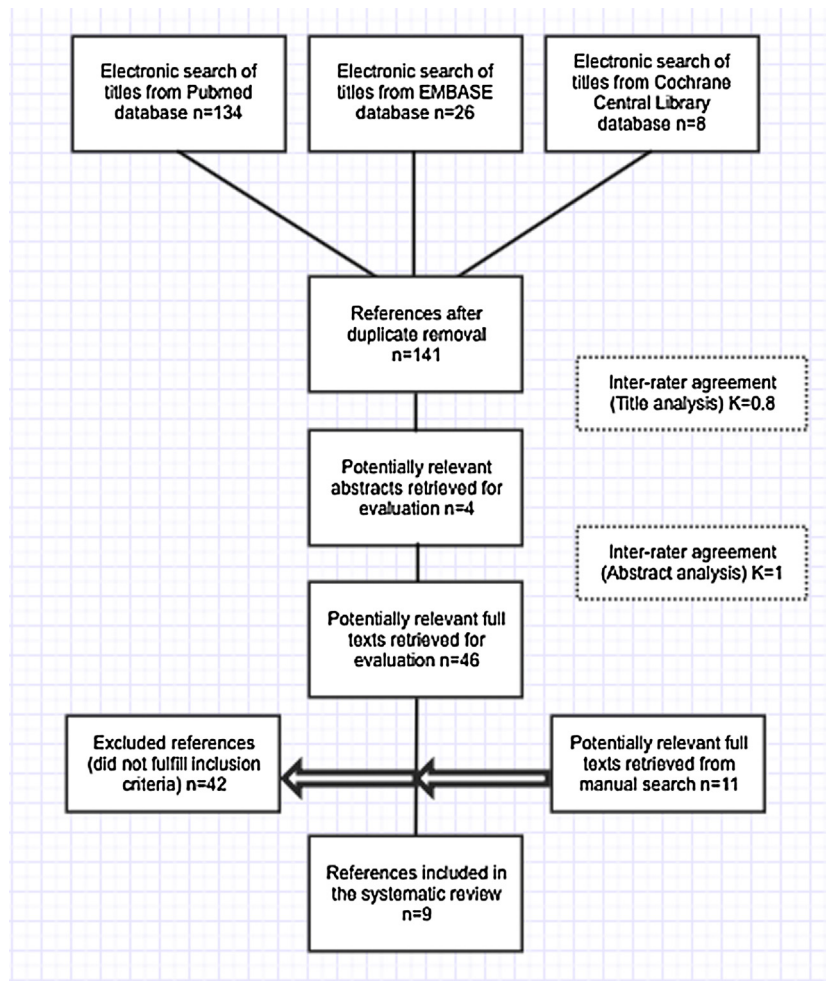 Electronic search of
titles from Pubmed
database n=134
Electronic search of
titles from EMBASE
database n=26
Electronic search of
titles from Cochrane
Central Library
database n=8
References after
duplicate removal
n=141
Inter-rater agreement
(Title analysis) K=0.8
Potentially relevant
abstracts retrieved for
evaluation n=4
Inter-rater agreement
(Abstract analysis) K=1
Potentially relevant full
texts retrieved for
evaluation n=46
Excluded references
(did not fulfill inclusion
criteria) n=42
Potentially relevant full
texts retrieved from
manual search n=11
References included in
the systematic review
n=9